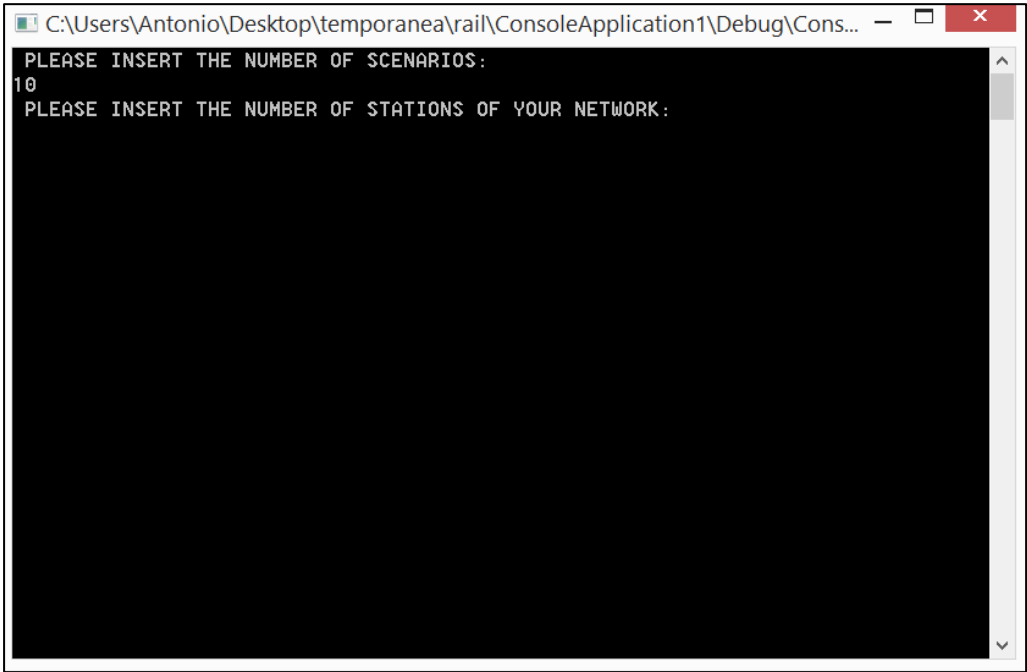 C:\Users\Antonio\Desktop\temporanea\rail\ConsoleApplication1\Debug\Cons...
PLEASE INSERT THE NUMBER OF SCENARIOS:
10
PLEASE INSERT THE NUMBER OF STATIONS OF YOUR NETWORK: